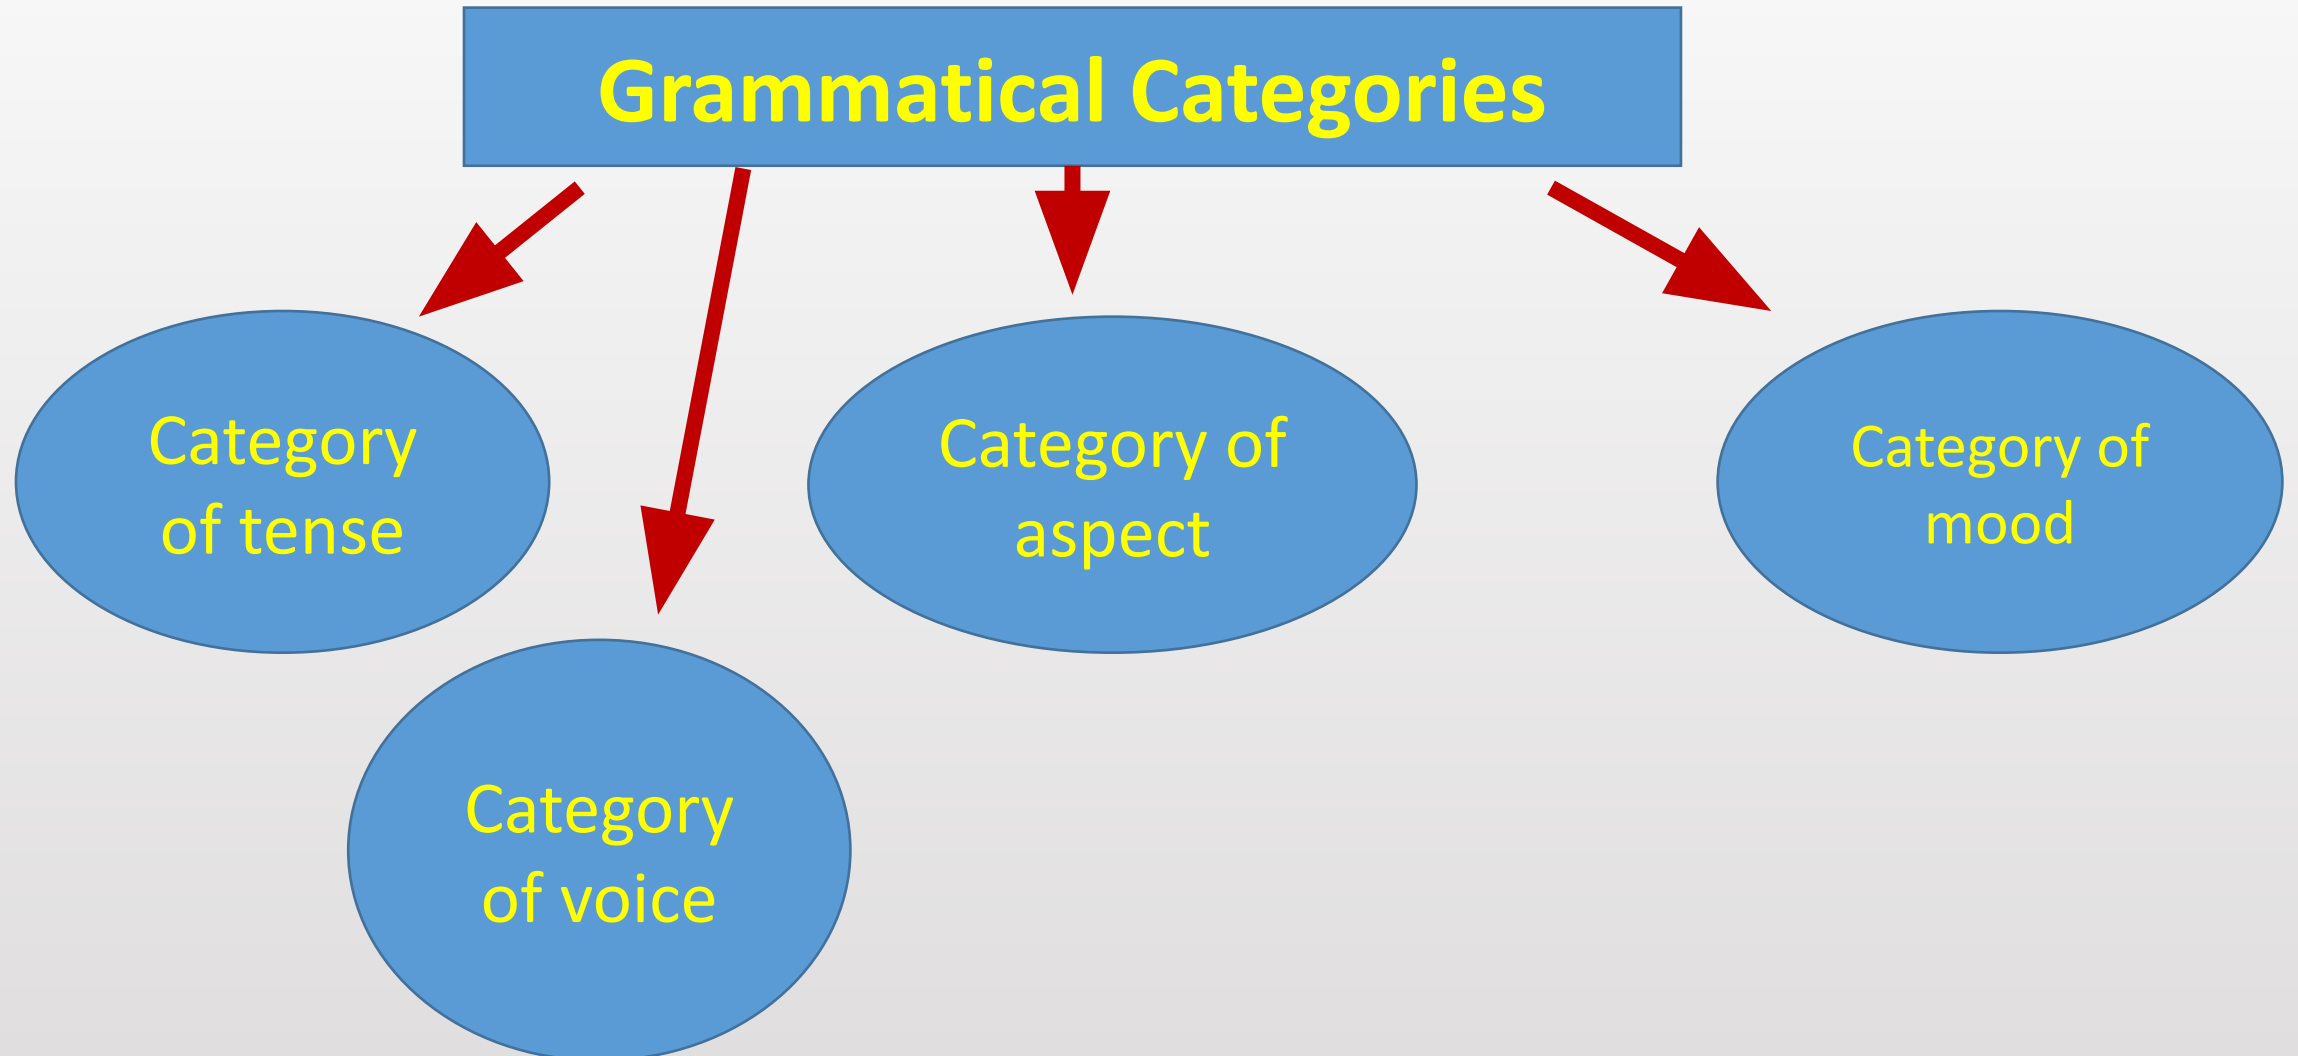 Grammatical Categories
Category
of tense
Category of
aspect
Category of
mood
Category
of voice